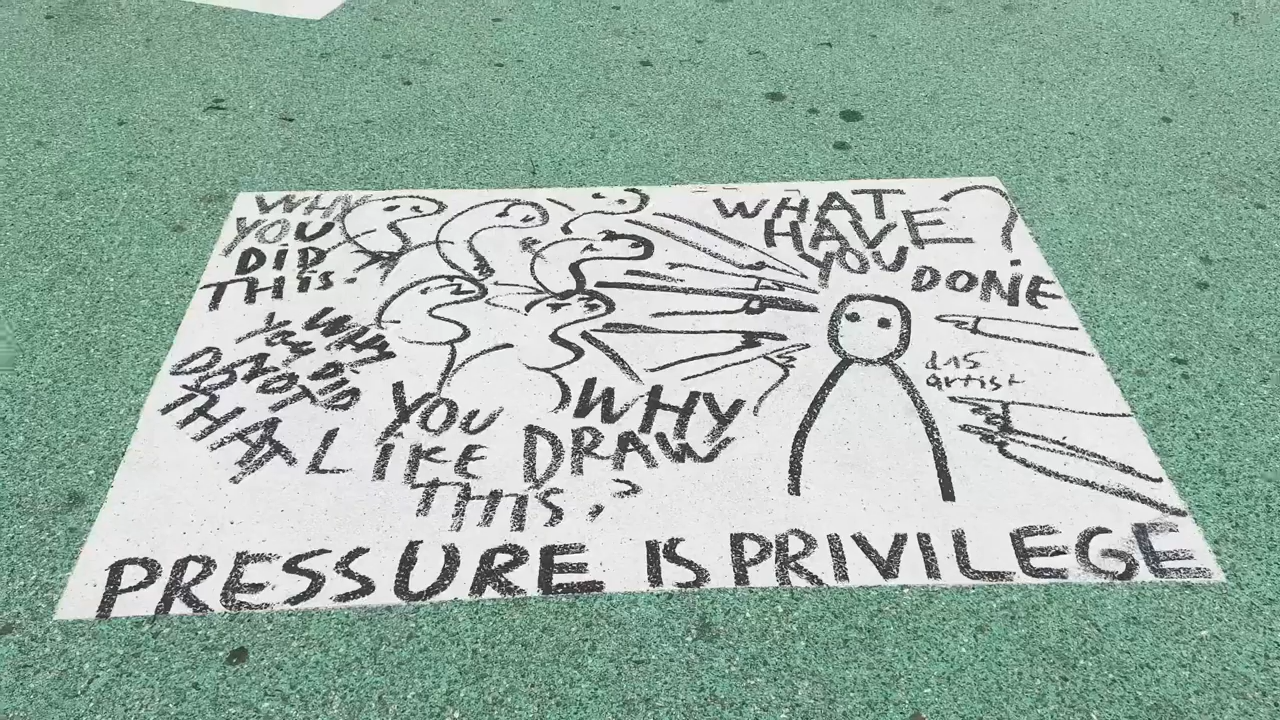 WHY
YOU
DID
THIS.
WHAT
HAVE ?
YOU DONE
WHY
YOU DID
DO NOT
THAT
YOU WHY
LIKE DRAW
THIS.?
das
artist
PRESSURE IS PRIVILEGE